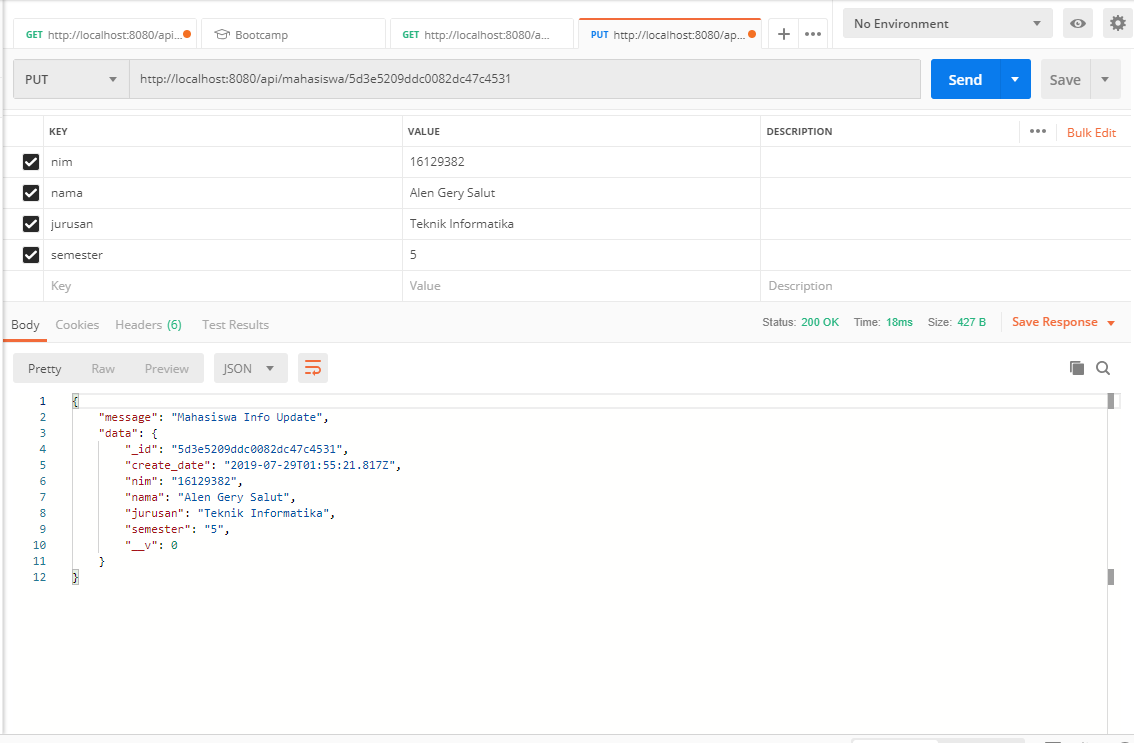 GET http://localhost:8080/api... Bootcamp GET http://localhost:8080/a... PUT http://localhost:8080/ap... + ••• No Environment
PUT http://localhost:8080/api/mahasiswa/5d3e5209ddc0082dc47c4531 Send Save
KEY VALUE DESCRIPTION ••• Bulk Edit
nim 16129382
nama Alen Gery Salut
jurusan Teknik Informatika
semester 5
Key Value Description
Body Cookies Headers (6) Test Results Status: 200 OK Time: 18ms Size: 427 B Save Response
Pretty Raw Preview JSON
1 {
2 "message": "Mahasiswa Info Update",
3 "data": {
4 "_id": "5d3e5209ddc0082dc47c4531",
5 "create_date": "2019-07-29T01:55:21.817Z",
6 "nim": "16129382",
7 "nama": "Alen Gery Salut",
8 "jurusan": "Teknik Informatika",
9 "semester": "5",
10 "__v": 0
11 }
12 }